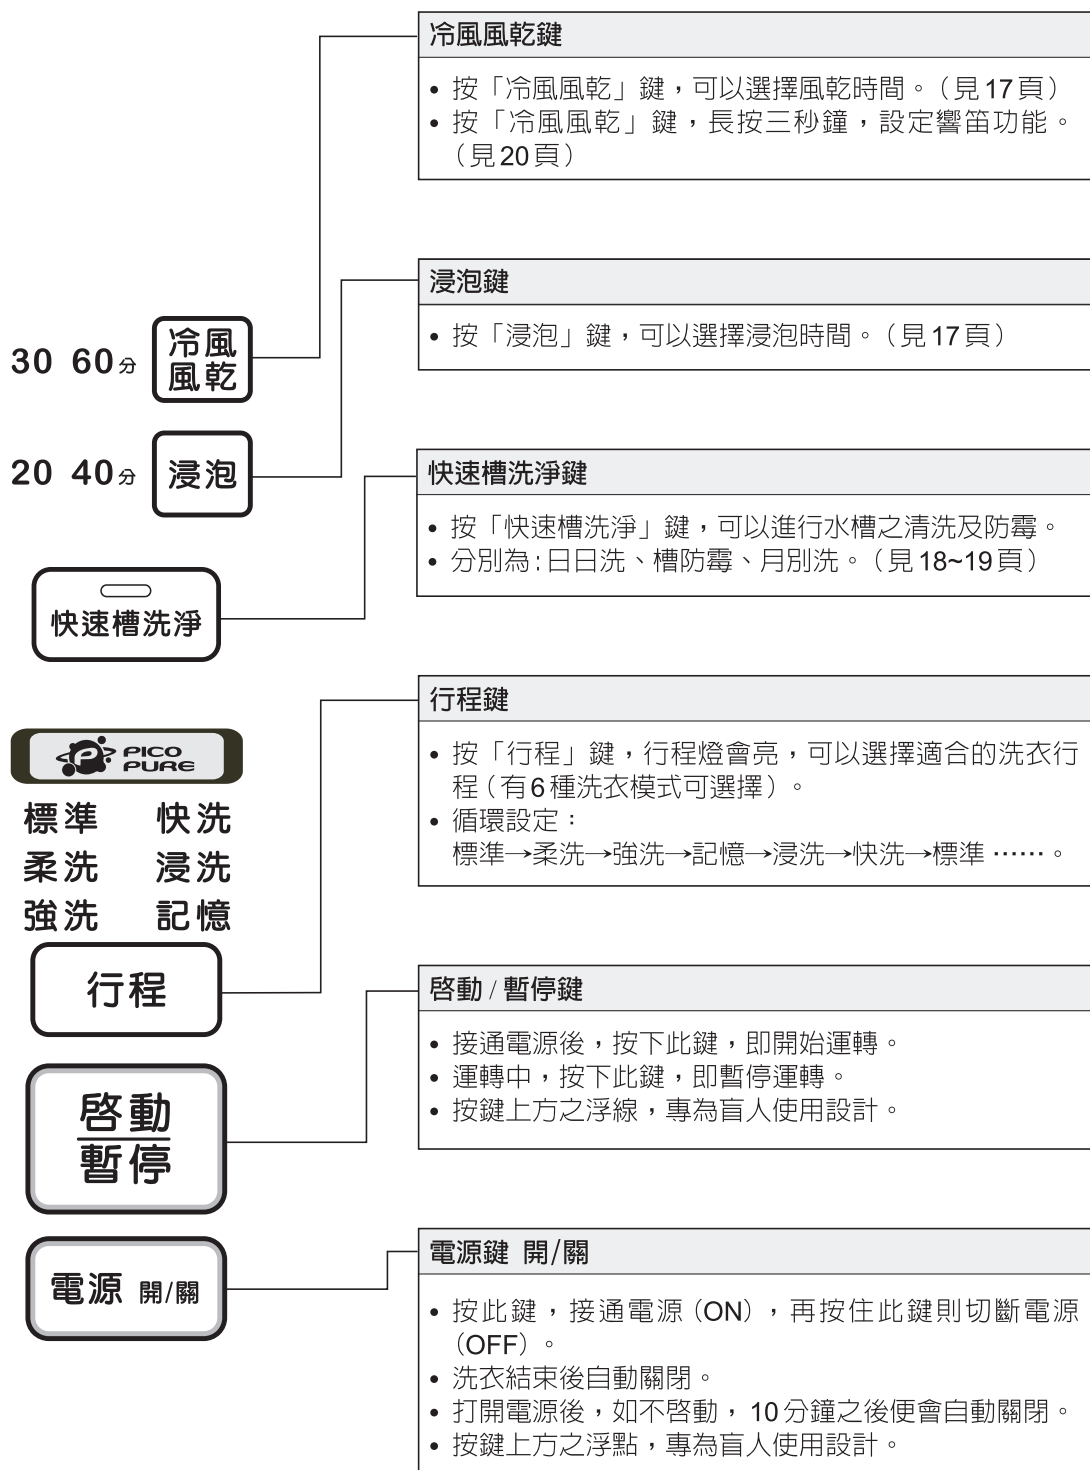 冷風風乾鍵
• 按「冷風風乾」鍵，可以選擇風乾時間。（見17頁）
• 按「冷風風乾」鍵，長按三秒鐘，設定響笛功能。
（見20頁）
浸泡鍵
• 按「浸泡」鍵，可以選擇浸泡時間。（見17頁）
30 60分
冷風
風乾
20 40分
浸泡
快速槽洗淨鍵
• 按「快速槽洗淨」鍵，可以進行水槽之清洗及防霉。
• 分別為:日日洗、槽防霉、月別洗。（見18~19頁）
快速槽洗淨
行程鍵
• 按「行程」鍵，行程燈會亮，可以選擇適合的洗衣行
程（有6種洗衣模式可選擇）。
• 循環設定：
標準→柔洗→強洗→記憶→浸洗→快洗→標準 ……。
PICO
PURE
標準 快洗
柔洗 浸洗
強洗 記憶
行程
啓動 / 暫停鍵
• 接通電源後，按下此鍵，即開始運轉。
• 運轉中，按下此鍵，即暫停運轉。
• 按鍵上方之浮線，專為盲人使用設計。
啓動
暫停
電源鍵 開/關
• 按此鍵，接通電源（ON），再按住此鍵則切斷電源
（OFF）。
• 洗衣結束後自動關閉。
• 打開電源後，如不啓動，10分鐘之後便會自動關閉。
• 按鍵上方之浮點，專為盲人使用設計。
電源 開/關